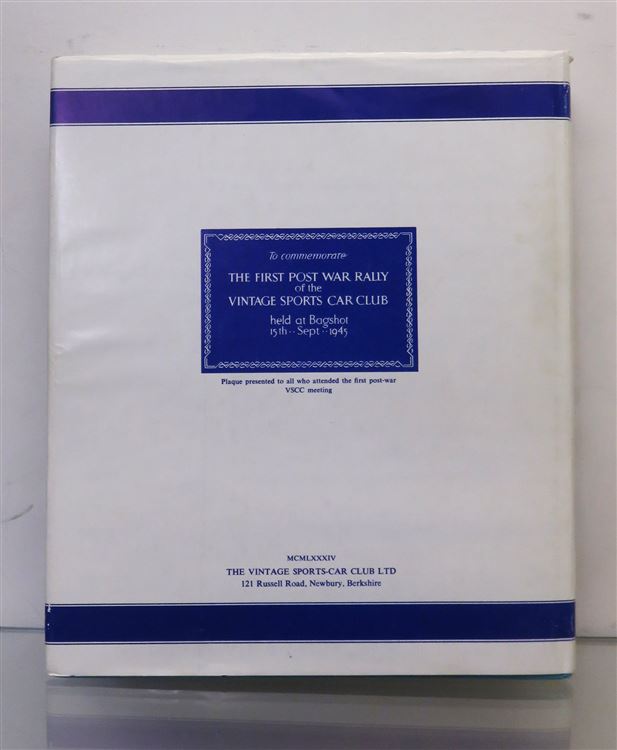 To commemorate
THE FIRST POST WAR RALLY
of the
VINTAGE SPORTS CAR CLUB
held at Bagshot
15th · · Sept · · 1945
Plaque presented to all who attended the first post-war
VSCC meeting
MCMLXXXIV
THE VINTAGE SPORTS-CAR CLUB LTD
121 Russell Road, Newbury, Berkshire